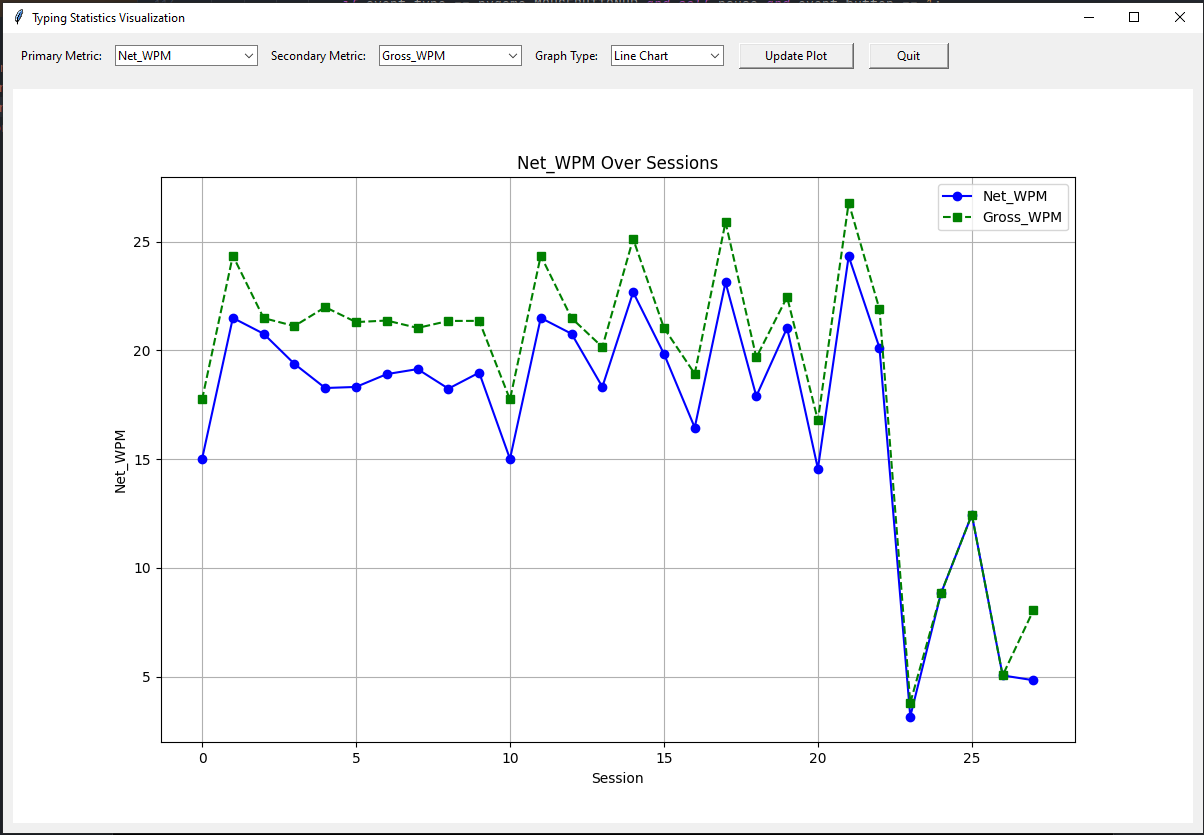 Typing Statistics Visualization
Primary Metric: Net_WPM Secondary Metric: Gross_WPM Graph Type: Line Chart Update Plot Quit
Net_WPM Over Sessions
Net_WPM
Gross_WPM
25
20
15
10
5
Net_WPM
0 5 10 15 20 25
Session